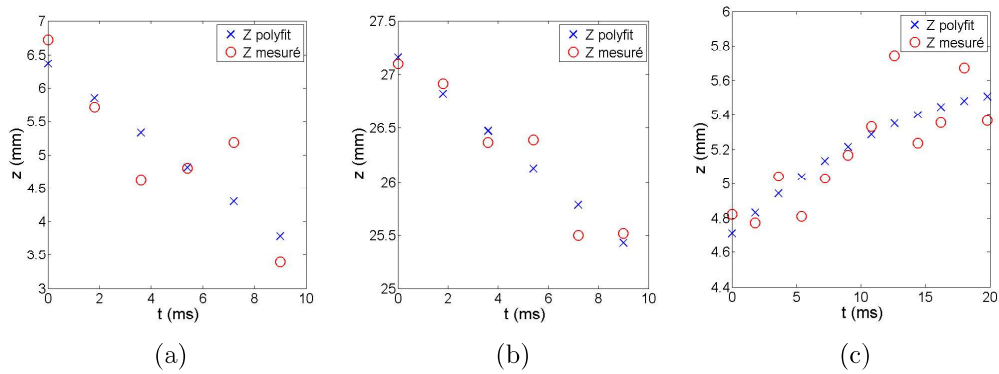 7
6.5
6
5.5
5
4.5
4
3.5
3
0 2 4 6 8 10
z (mm)
t (ms)
Z polyfit
Z mesuré
(a)
27.5
27
26.5
26
25.5
25
0 2 4 6 8 10
z (mm)
t (ms)
Z polyfit
Z mesuré
(b)
6
5.8
5.6
5.4
5.2
5
4.8
4.6
4.4
0 5 10 15 20
z (mm)
t (ms)
Z polyfit
Z mesuré
(c)